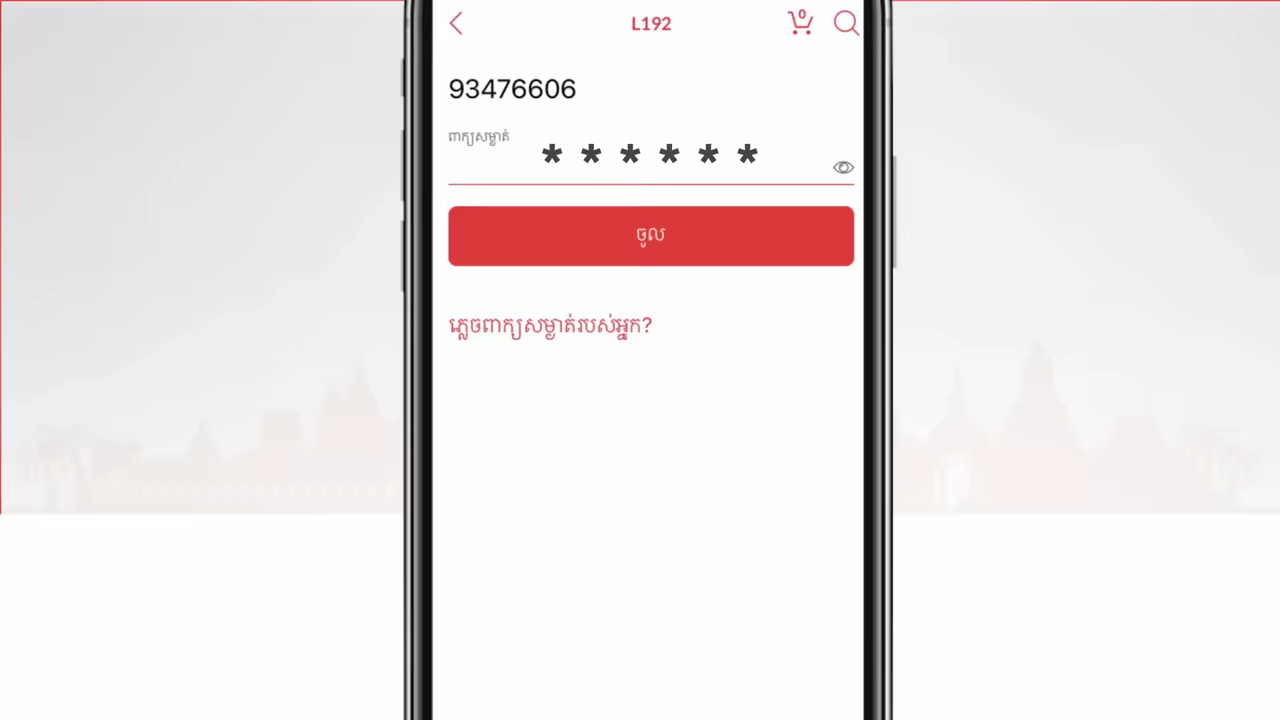 L192
0
93476606
ពាក្យសម្ងាត់
******
ចូល
ភ្លេចពាក្យសម្ងាត់របស់អ្នក?